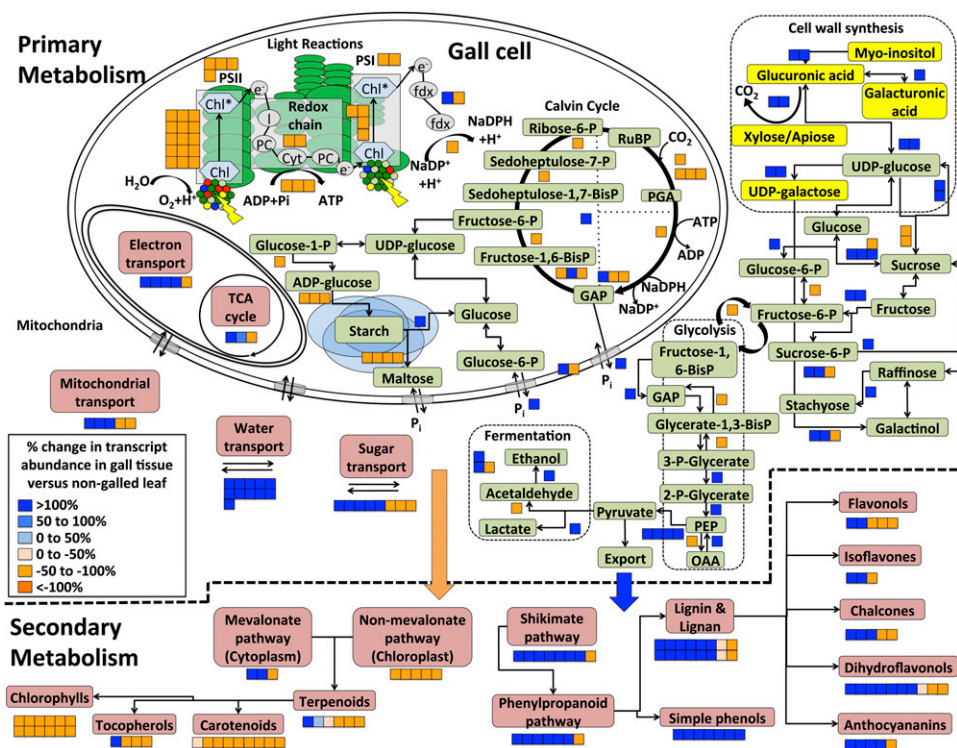 Primary
Metabolism
Light Reactions
PSI
Gall cell
PSII
Chl*
e-
I
PC
Redox
chain
Cyt
PC
e-
Chl
Chl*
e-
fdx
fdx
Chl
H2O
O2+H+
ADP+Pi
ATP
NaDP+
+H+
NaDPH
+H+
Calvin Cycle
Ribose-6-P
RuBP
CO2
Sedoheptulose-7-P
Sedoheptulose-1,7-BisP
PGA
Fructose-6-P
ATP
ADP
Fructose-1,6-BisP
NaDPH
NaDP+
GAP
Glucose-1-P
UDP-glucose
ADP-glucose
Starch
Glucose
Maltose
Glucose-6-P
Pi
Pi
Pi
Electron
transport
TCA
cycle
Mitochondria
Mitochondrial
transport
Water
transport
Sugar
transport
Cell wall synthesis
Myo-inositol
Glucuronic acid
CO2
Galacturonic
acid
Xylose/Apiose
UDP-glucose
UDP-galactose
Glucose
Glucose-6-P
Sucrose
Fructose-6-P
Fructose
Sucrose-6-P
Raffinose
Stachyose
Galactinol
Glycolysis
Fructose-1,
6-BisP
GAP
Glycerate-1,3-BisP
3-P-Glycerate
2-P-Glycerate
PEP
OAA
Fermentation
Ethanol
Acetaldehyde
Lactate
Pyruvate
Export
% change in transcript
abundance in gall tissue
versus non-galled leaf
>100%
50 to 100%
0 to 50%
0 to -50%
-50 to -100%
<-100%
Secondary
Metabolism
Mevalonate
pathway
(Cytoplasm)
Non-mevalonate
pathway
(Chloroplast)
Chlorophylls
Terpenoids
Tocopherols
Carotenoids
Shikimate
pathway
Phenylpropanoid
pathway
Lignin &
Lignan
Simple phenols
Flavonols
Isoflavones
Chalcones
Dihydroflavonols
Anthocyananins